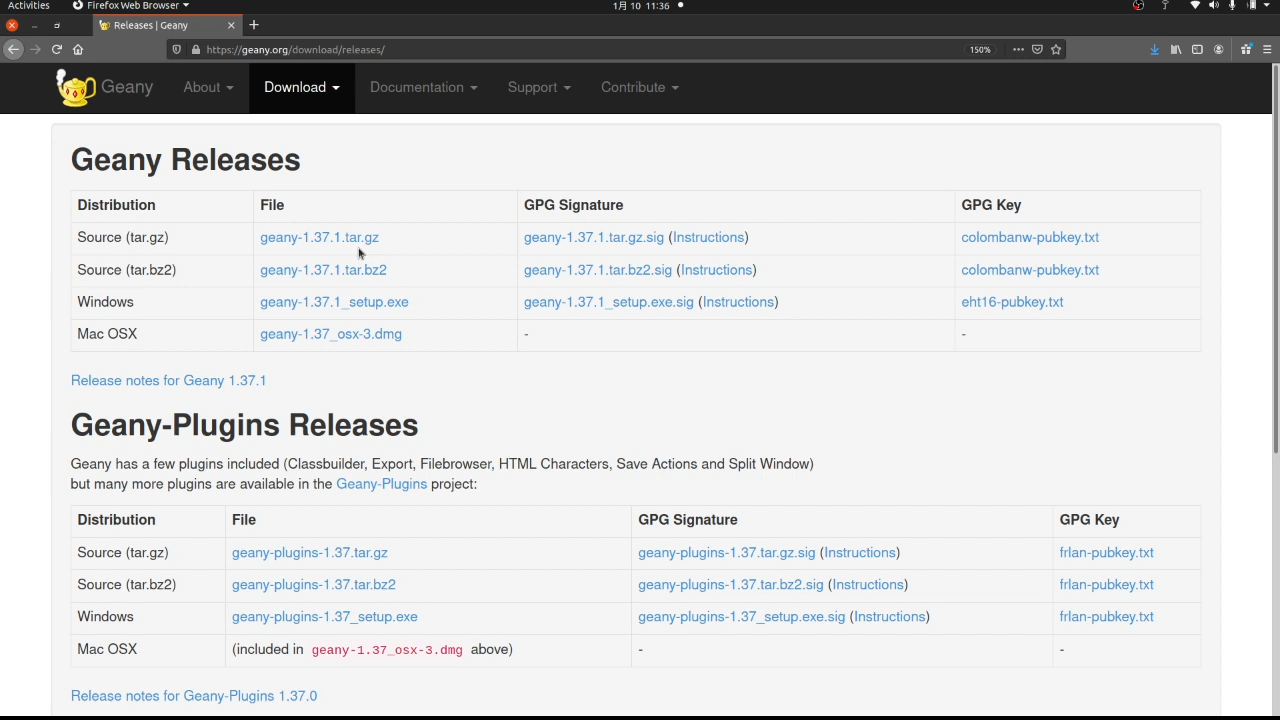 Activities Firefox Web Browser 1月 10 11:36
Releases | Geany
https://geany.org/download/releases/ 150%
Geany About Download Documentation Support Contribute
Geany Releases
Distribution File GPG Signature GPG Key
Source (tar.gz) geany-1.37.1.tar.gz geany-1.37.1.tar.gz.sig (Instructions) colombanw-pubkey.txt
Source (tar.bz2) geany-1.37.1.tar.bz2 geany-1.37.1.tar.bz2.sig (Instructions) colombanw-pubkey.txt
Windows geany-1.37.1_setup.exe geany-1.37.1_setup.exe.sig (Instructions) eht16-pubkey.txt
Mac OSX geany-1.37_osx-3.dmg - -
Release notes for Geany 1.37.1
Geany-Plugins Releases
Geany has a few plugins included (Classbuilder, Export, Filebrowser, HTML Characters, Save Actions and Split Window)
but many more plugins are available in the Geany-Plugins project:
Distribution File GPG Signature GPG Key
Source (tar.gz) geany-plugins-1.37.tar.gz geany-plugins-1.37.tar.gz.sig (Instructions) frlan-pubkey.txt
Source (tar.bz2) geany-plugins-1.37.tar.bz2 geany-plugins-1.37.tar.bz2.sig (Instructions) frlan-pubkey.txt
Windows geany-plugins-1.37_setup.exe geany-plugins-1.37_setup.exe.sig (Instructions) frlan-pubkey.txt
Mac OSX (included in geany-1.37_osx-3.dmg above) - -
Release notes for Geany-Plugins 1.37.0